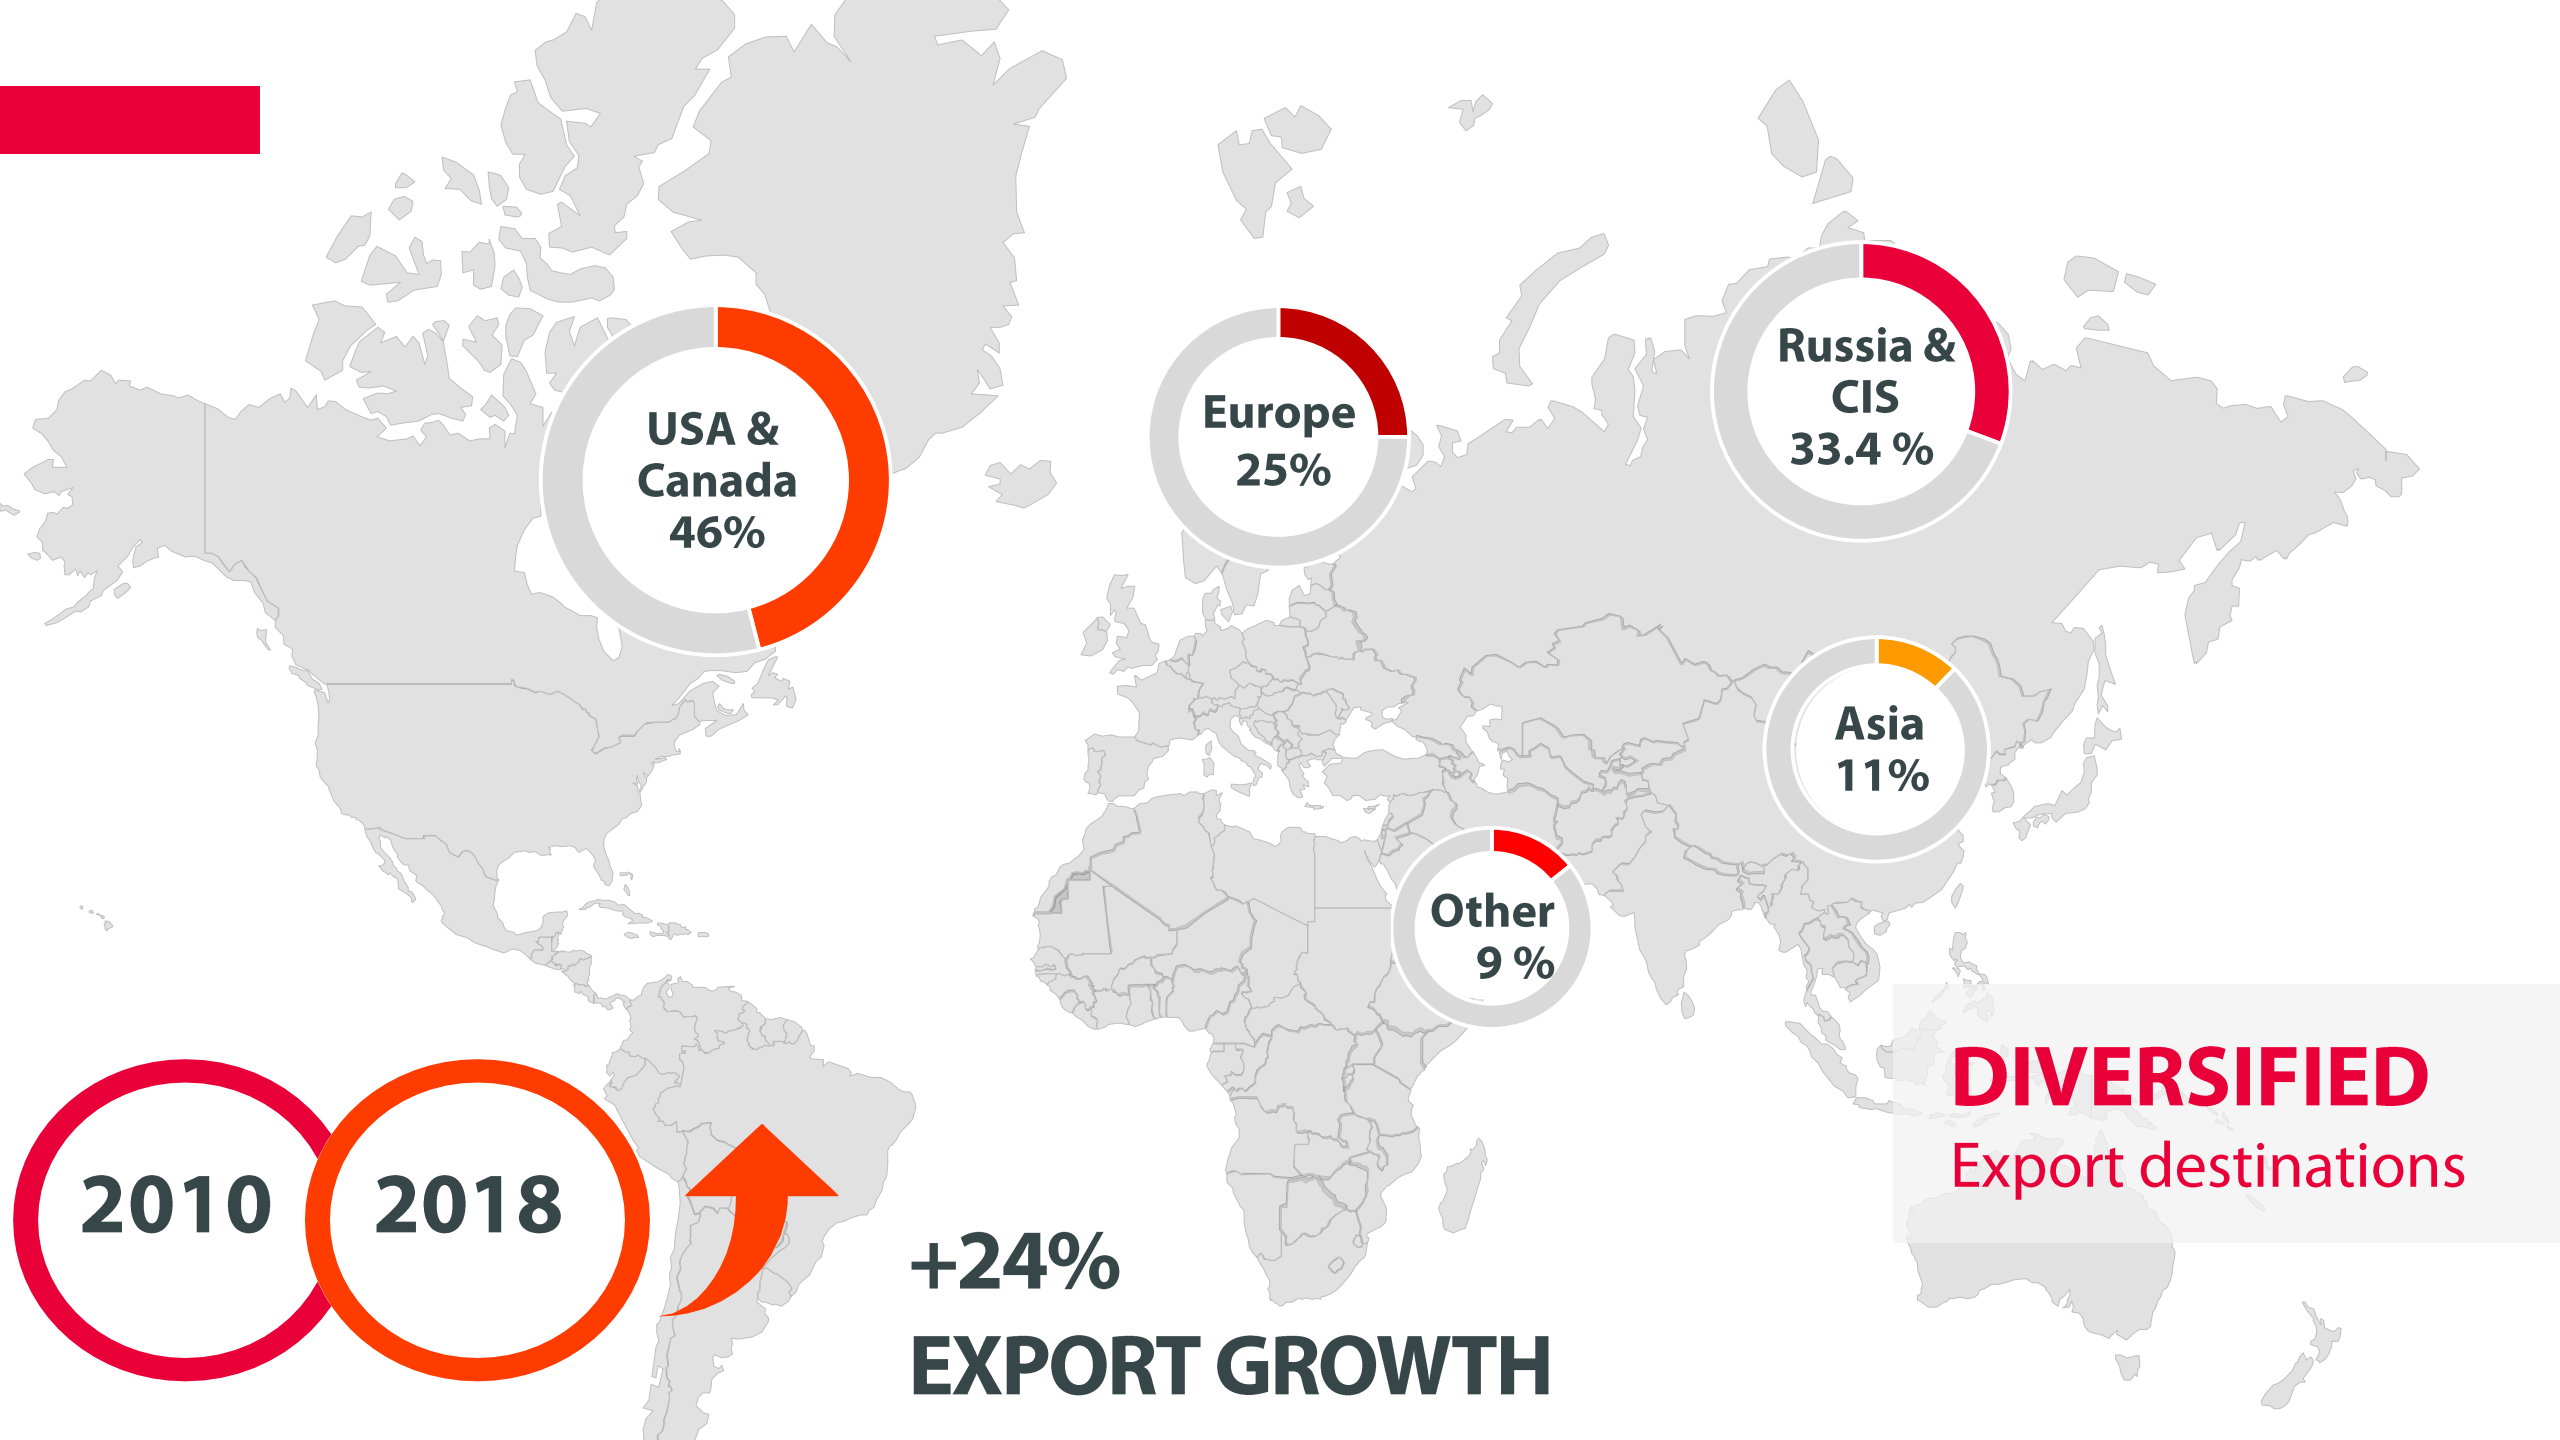 USA &
Canada
46%
Europe
25%
Russia &
CIS
33.4 %
Asia
11%
Other
9 %
DIVERSIFIED
Export destinations
2010
2018
+24%
EXPORT GROWTH